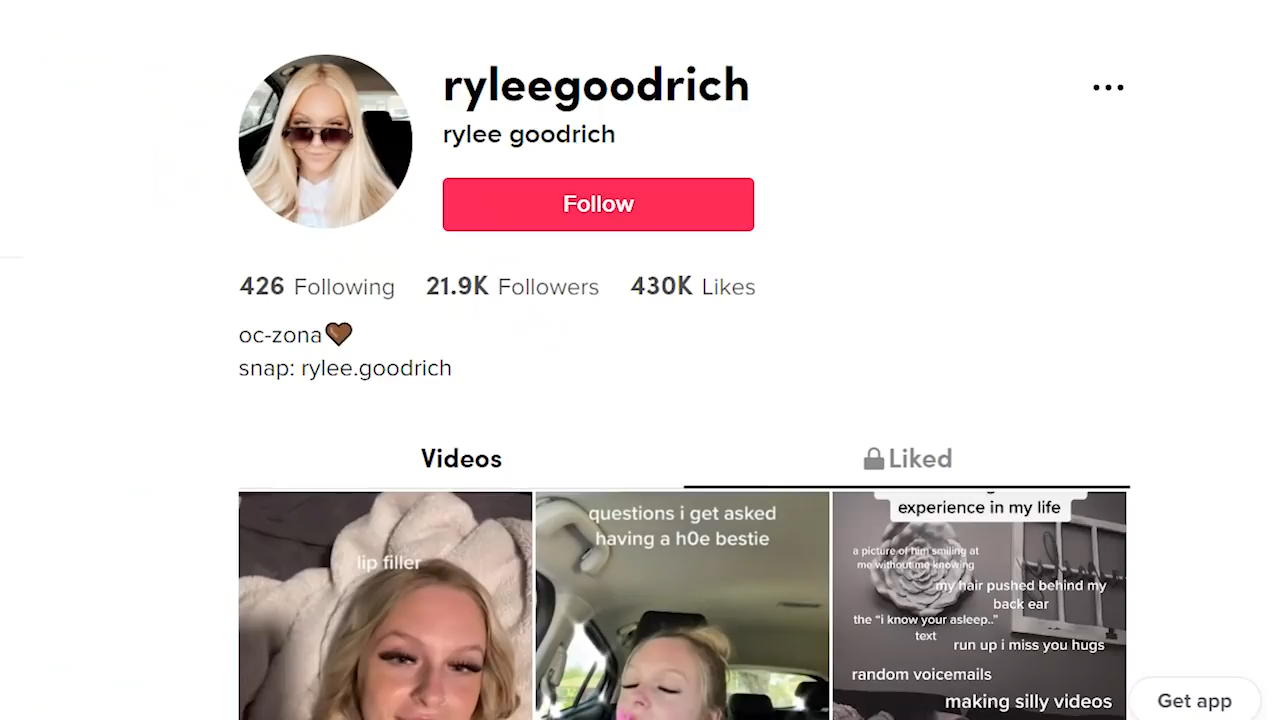 ryleegoodrich
rylee goodrich
Follow
426 Following 21.9K Followers 430K Likes
oc-zona🤎
snap: rylee.goodrich
Videos
Liked
lip filler
questions i get asked
having a h0e bestie
experience in my life
a picture of him smiling at
me without me knowing
my hair pushed behind my
back ear
the “i know your asleep..”
text
run up i miss you hugs
random voicemails
making silly videos
Get app